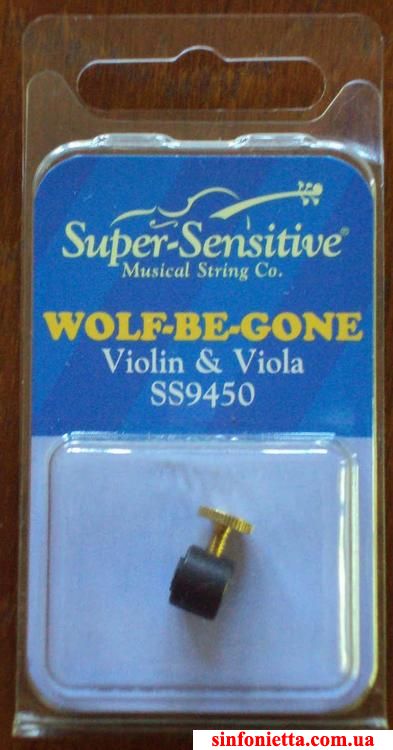 Super-Sensitive®
Musical String Co.
WOLF-BE-GONE
Violin & Viola
SS9450
sinfonietta.com.ua